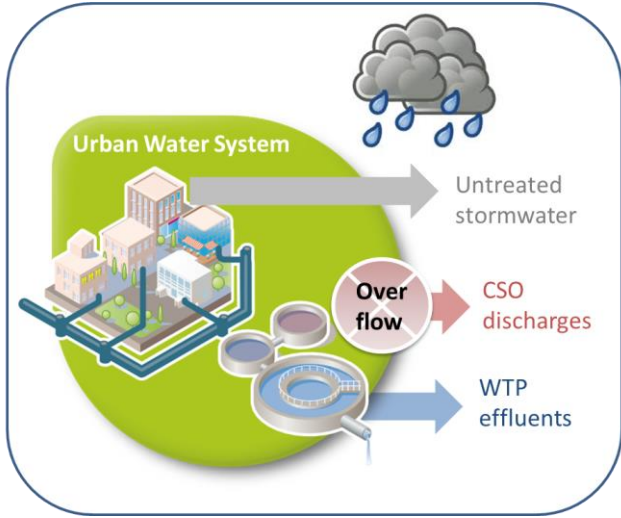 Urban Water System
Untreated
stormwater
Over
flow
CSO
discharges
WTP
effluents